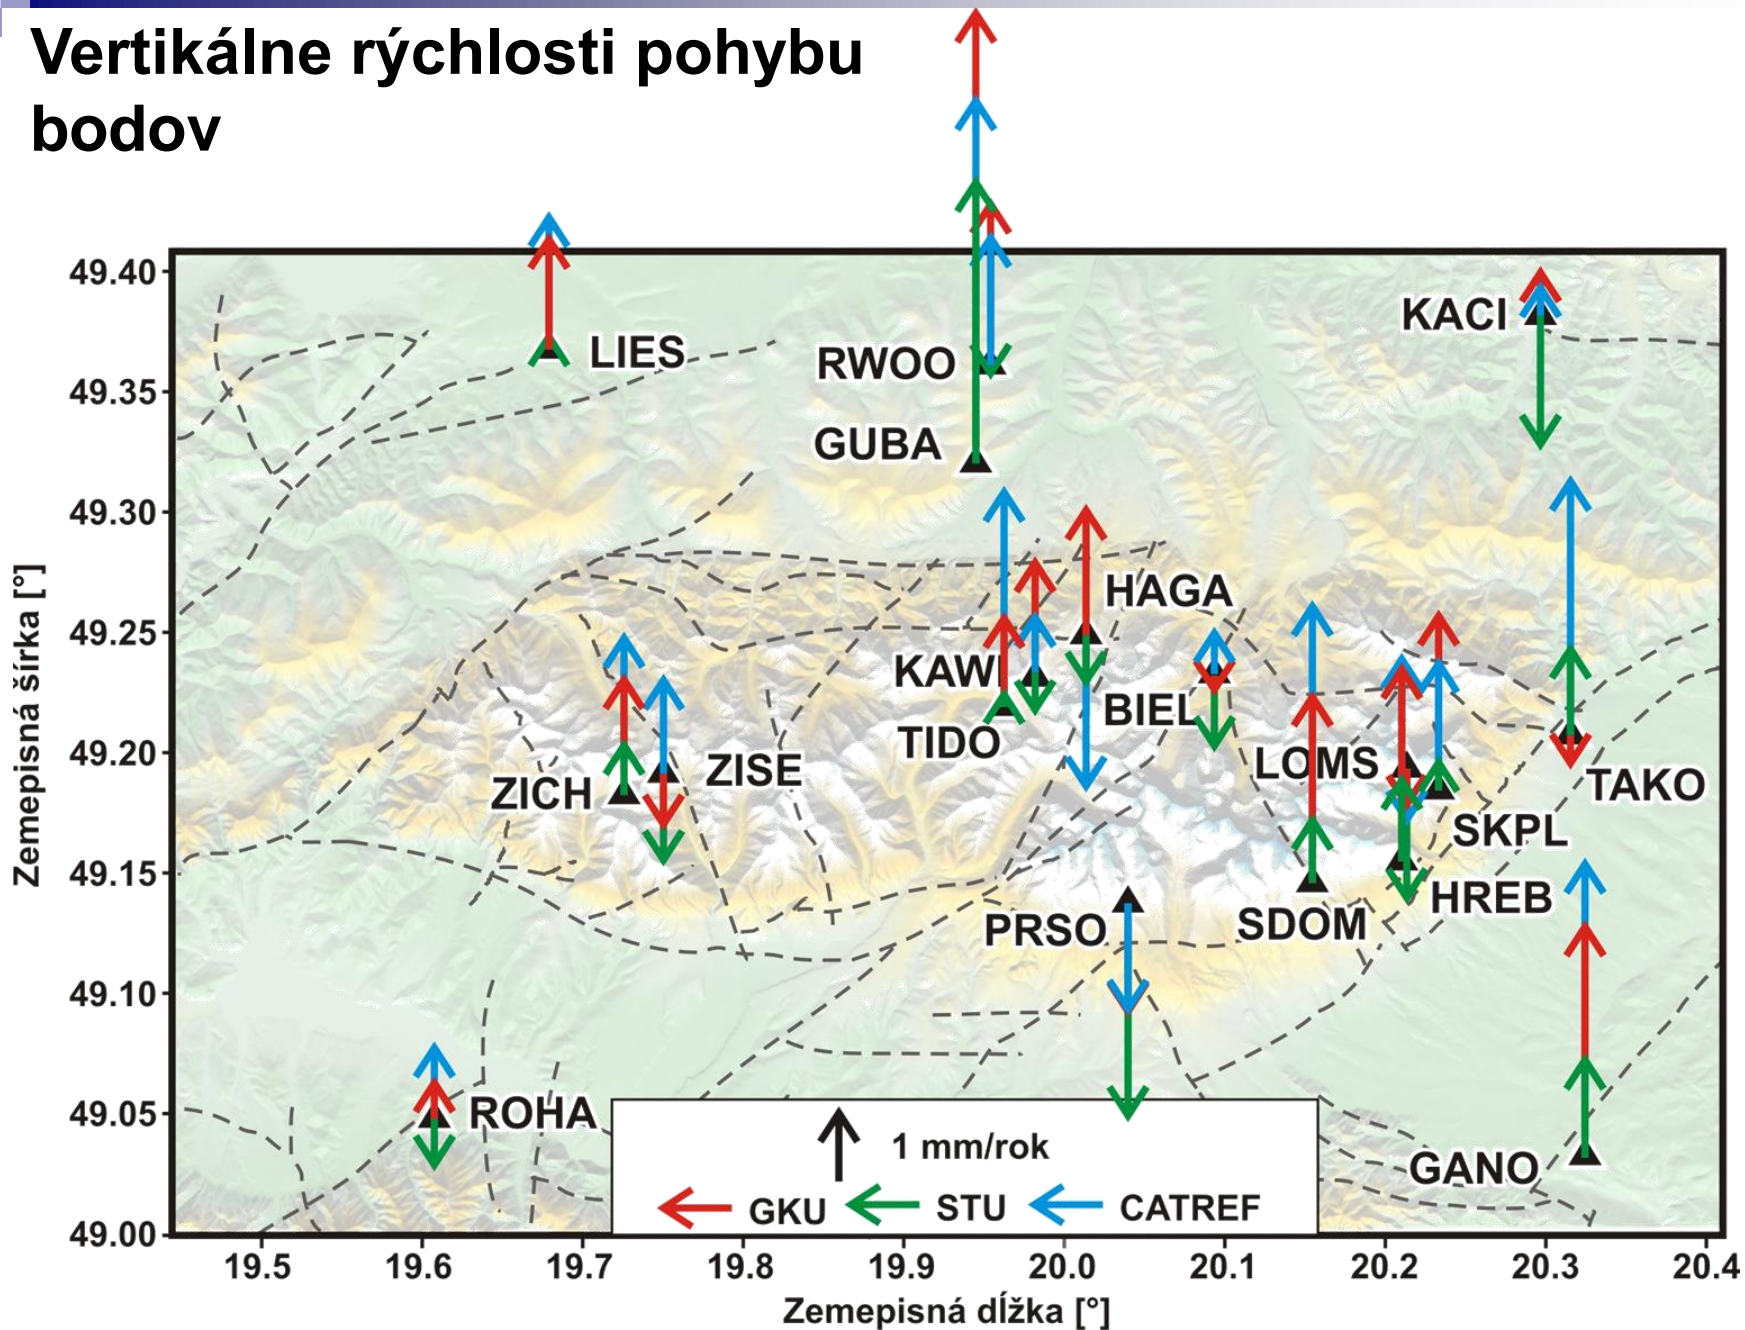 Vertikálne rýchlosti pohybu
bodov
49.40
49.35
49.30
49.25
49.20
49.15
49.10
49.05
49.00
Zemepisná šírka [°]
LIES
RWOO
GUBA
KACI
HAGA
KAWI
TIDO
BIEL
ZICH
ZISE
LOMS
TAKO
SKPL
HREB
SDOM
PRSO
ROHA
GANO
1 mm/rok
GKU STU CATREF
19.5 19.6 19.7 19.8 19.9 20.0 20.1 20.2 20.3 20.4
Zemepisná dĺžka [°]